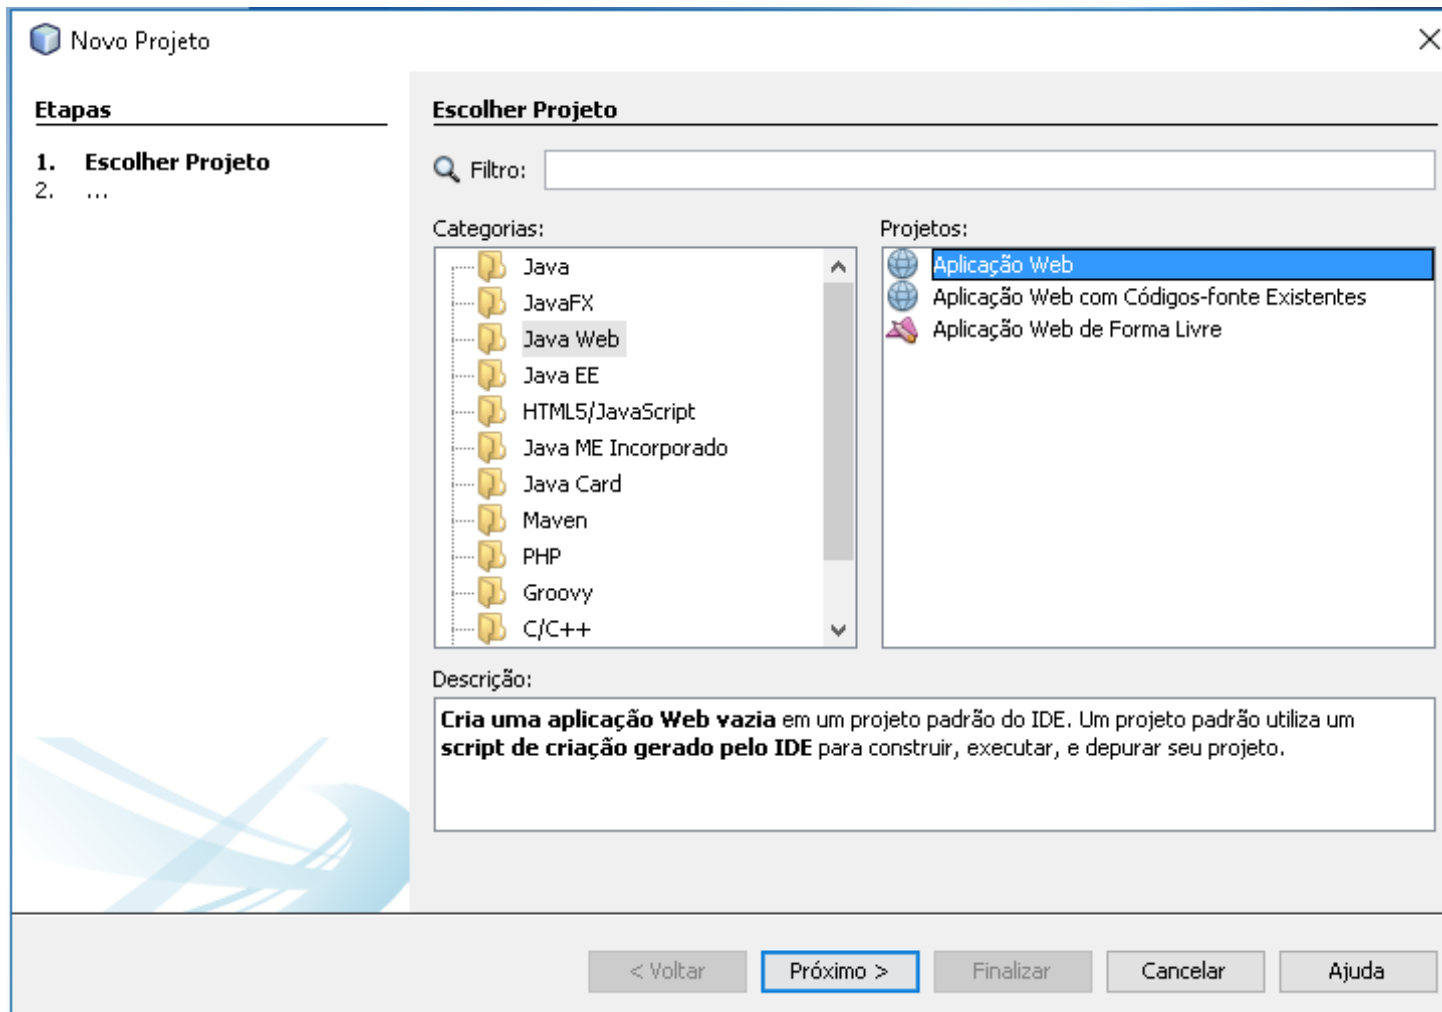 Novo Projeto
Etapas
1. Escolher Projeto
2. ...
Escolher Projeto
Filtro:
Categorias:
Java
JavaFX
Java Web
Java EE
HTML5/JavaScript
Java ME Incorporado
Java Card
Maven
PHP
Groovy
C/C++
Projetos:
Aplicação Web
Aplicação Web com Códigos-fonte Existentes
Aplicação Web de Forma Livre
Descrição:
Cria uma aplicação Web vazia em um projeto padrão do IDE. Um projeto padrão utiliza um
script de criação gerado pelo IDE para construir, executar, e depurar seu projeto.
< Voltar
Próximo >
Finalizar
Cancelar
Ajuda